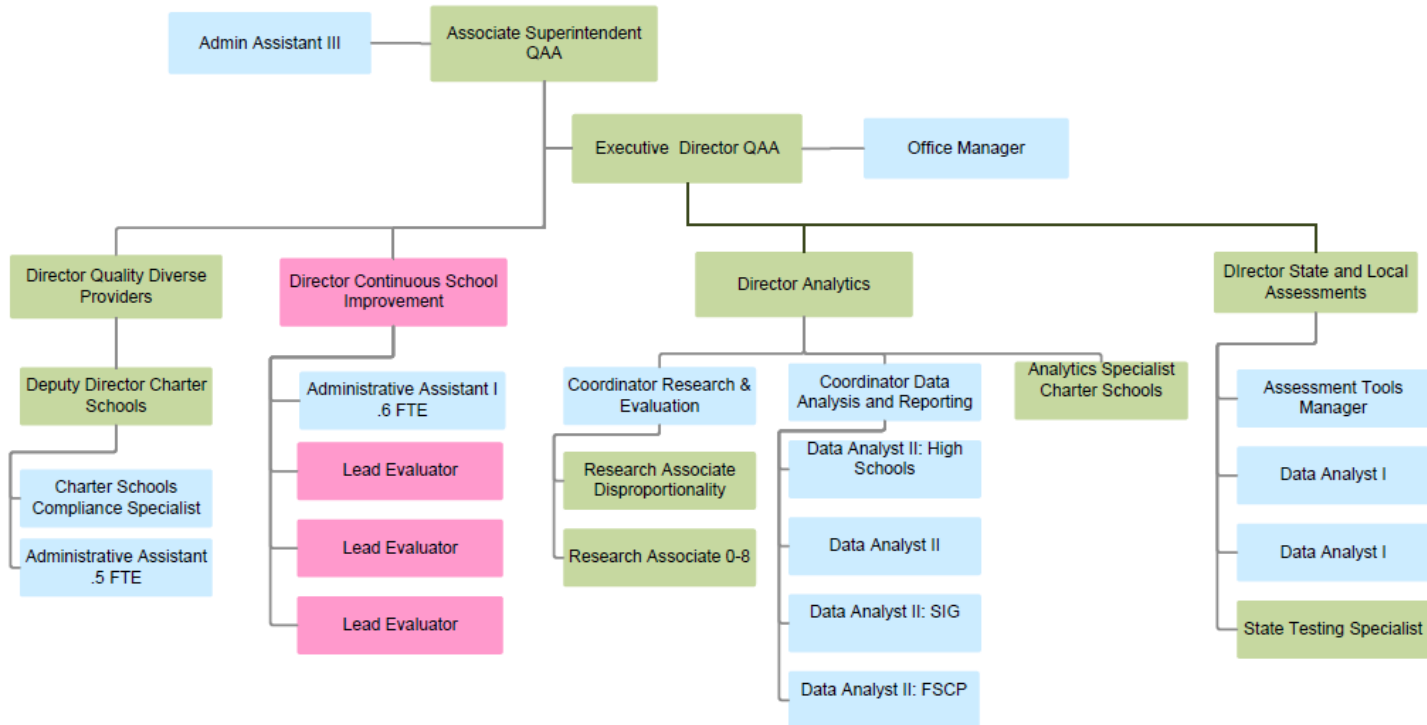 Admin Assistant III
Associate Superintendent
QAA
Executive Director QAA
Office Manager
Director Quality Diverse
Providers
Director Continuous School
Improvement
Director Analytics
DIrector State and Local
Assessments
Deputy Director Charter
Schools
Administrative Assistant I
.6 FTE
Coordinator Research &
Evaluation
Coordinator Data
Analysis and Reporting
Analytics Specialist
Charter Schools
Assessment Tools
Manager
Charter Schools
Compliance Specialist
Lead Evaluator
Research Associate
Disproportionality
Data Analyst II: High
Schools
Data Analyst I
Administrative Assistant
.5 FTE
Lead Evaluator
Research Associate 0-8
Data Analyst II
Data Analyst I
Lead Evaluator
Data Analyst II: SIG
State Testing Specialist
Data Analyst II: FSCP